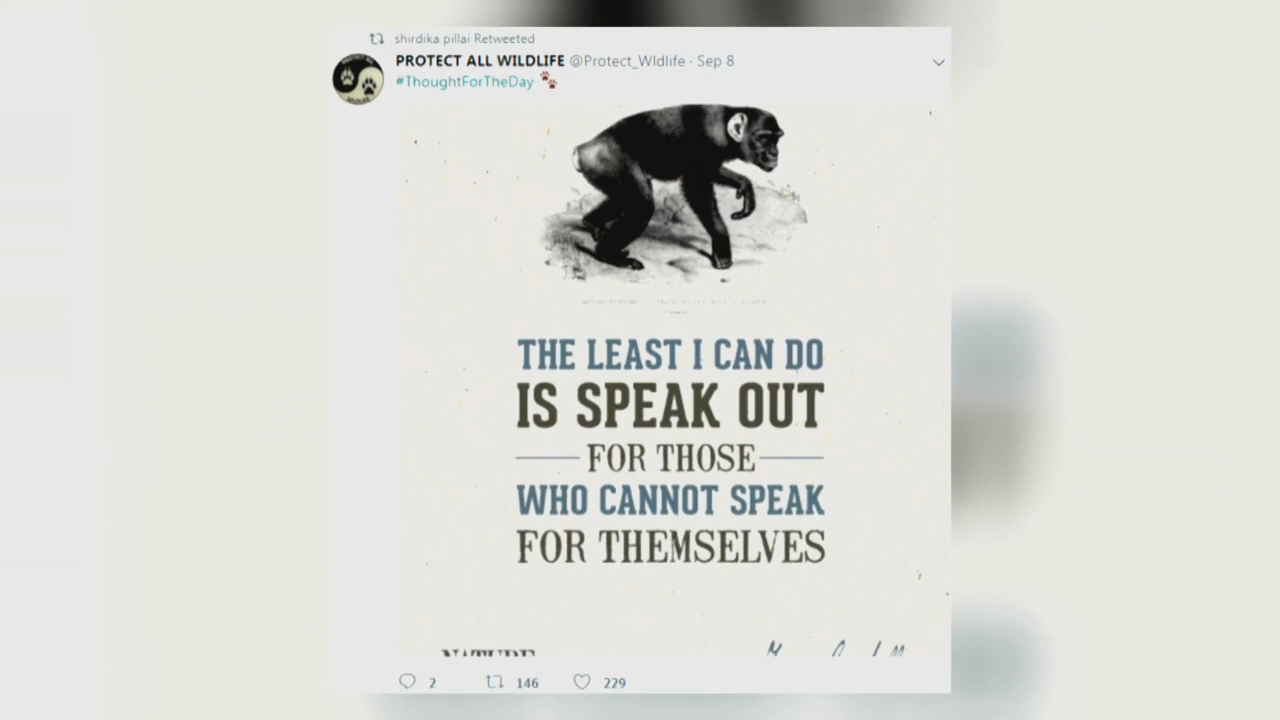 shirdika pillai Retweeted
PROTECT ALL WILDLIFE @Protect_Wldlife · Sep 8
#ThoughtForTheDay
THE LEAST I CAN DO
IS SPEAK OUT
FOR THOSE
WHO CANNOT SPEAK
FOR THEMSELVES
NATURE
2 146 229